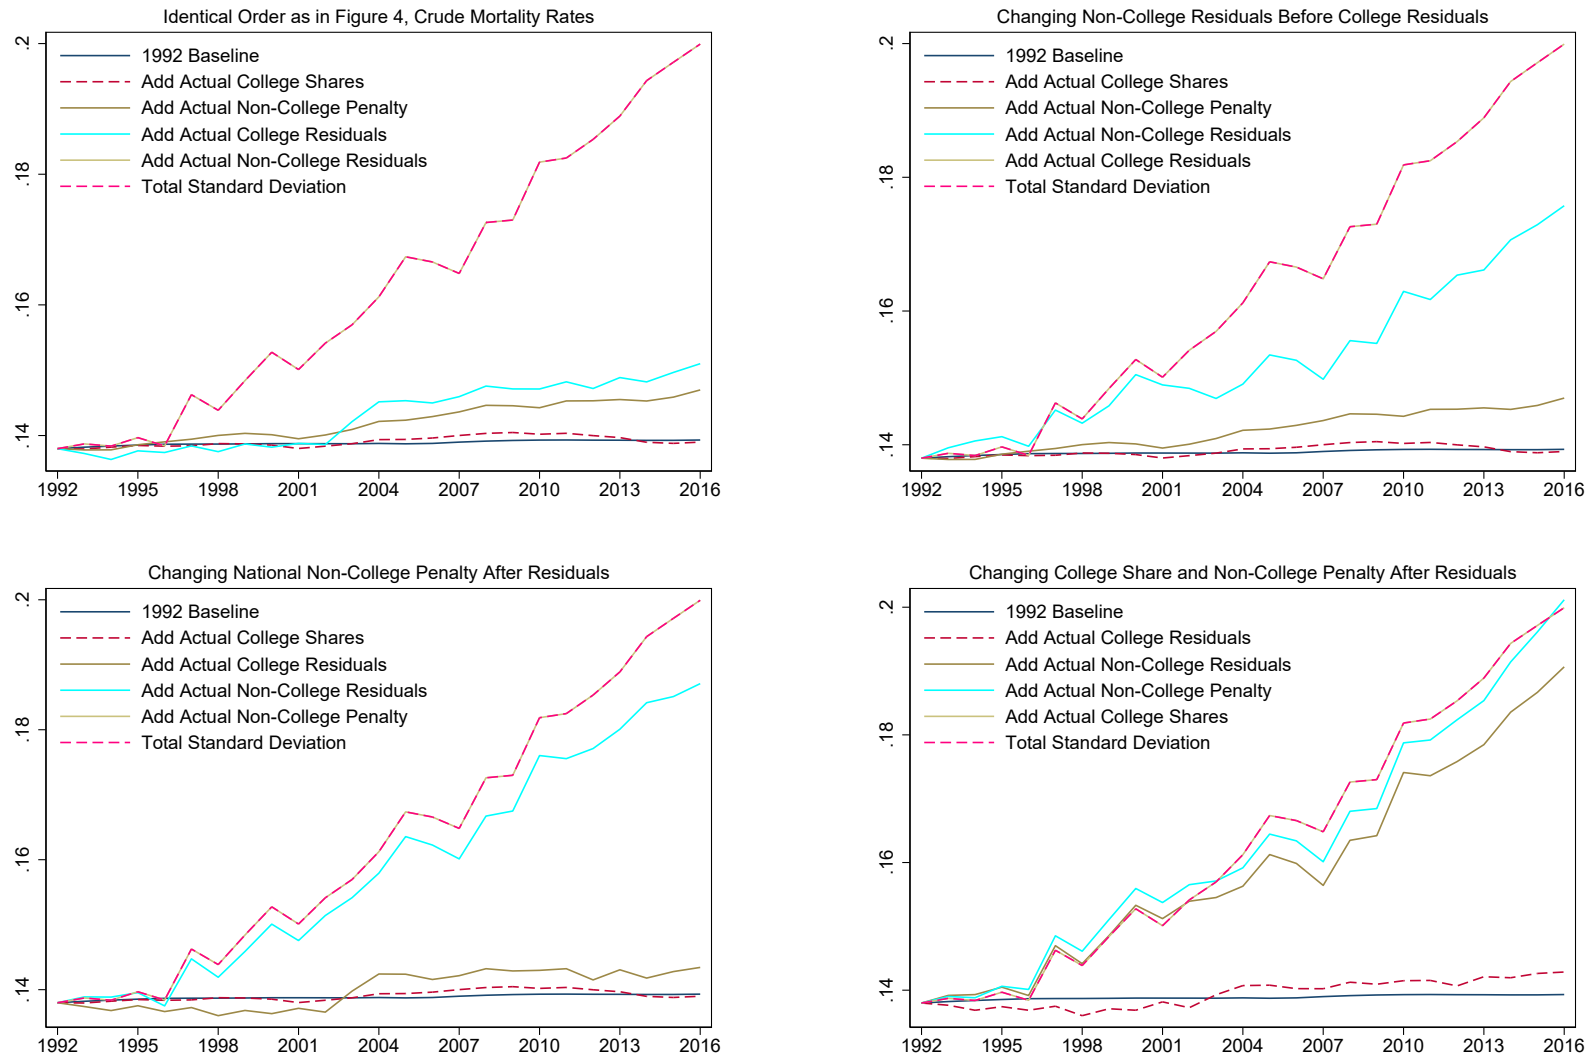 Identical Order as in Figure 4, Crude Mortality Rates
.2
.18
.16
.14
1992 Baseline
Add Actual College Shares
Add Actual Non-College Penalty
Add Actual College Residuals
Add Actual Non-College Residuals
Total Standard Deviation
1992 1995 1998 2001 2004 2007 2010 2013 2016
Changing Non-College Residuals Before College Residuals
.2
.18
.16
.14
1992 Baseline
Add Actual College Shares
Add Actual Non-College Penalty
Add Actual Non-College Residuals
Add Actual College Residuals
Total Standard Deviation
1992 1995 1998 2001 2004 2007 2010 2013 2016
Changing National Non-College Penalty After Residuals
.2
.18
.16
.14
1992 Baseline
Add Actual College Shares
Add Actual College Residuals
Add Actual Non-College Residuals
Add Actual Non-College Penalty
Total Standard Deviation
1992 1995 1998 2001 2004 2007 2010 2013 2016
Changing College Share and Non-College Penalty After Residuals
.2
.18
.16
.14
1992 Baseline
Add Actual College Residuals
Add Actual Non-College Residuals
Add Actual Non-College Penalty
Add Actual College Shares
Total Standard Deviation
1992 1995 1998 2001 2004 2007 2010 2013 2016